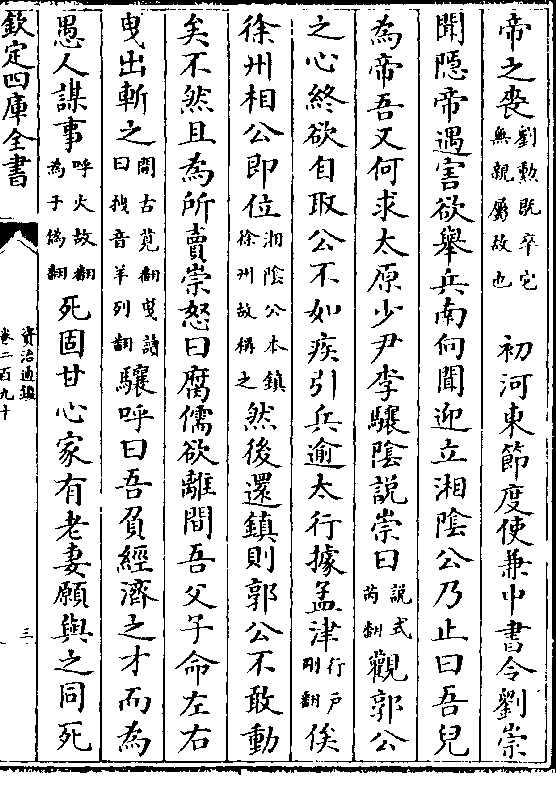 帝之喪劉勲既卒它無親屬故也　初河東節度使兼中書令劉崇
聞隠帝遇害欲舉兵南向聞迎立湘陰公乃止曰吾兒
為帝吾又何求太原少尹李驤陰說崇曰說式芮翻觀郭公
之心終欲自取公不如疾引兵逾太行據孟津行戸剛翻俟
徐州相公即位湘隂公本鎮徐州故稱之然後還鎮則郭公不敢動
矣不然且為所賣崇怒曰腐儒欲離間吾父子命左右
曳出斬之間古莧翻曳讀曰拽音羊列翻驤呼曰吾負經濟之才而為
愚人謀事呼火故翻為于偽翻死固甘心家有老妻願與之同死
欽定四庫全書
資治通鑑
卷二百九十
三